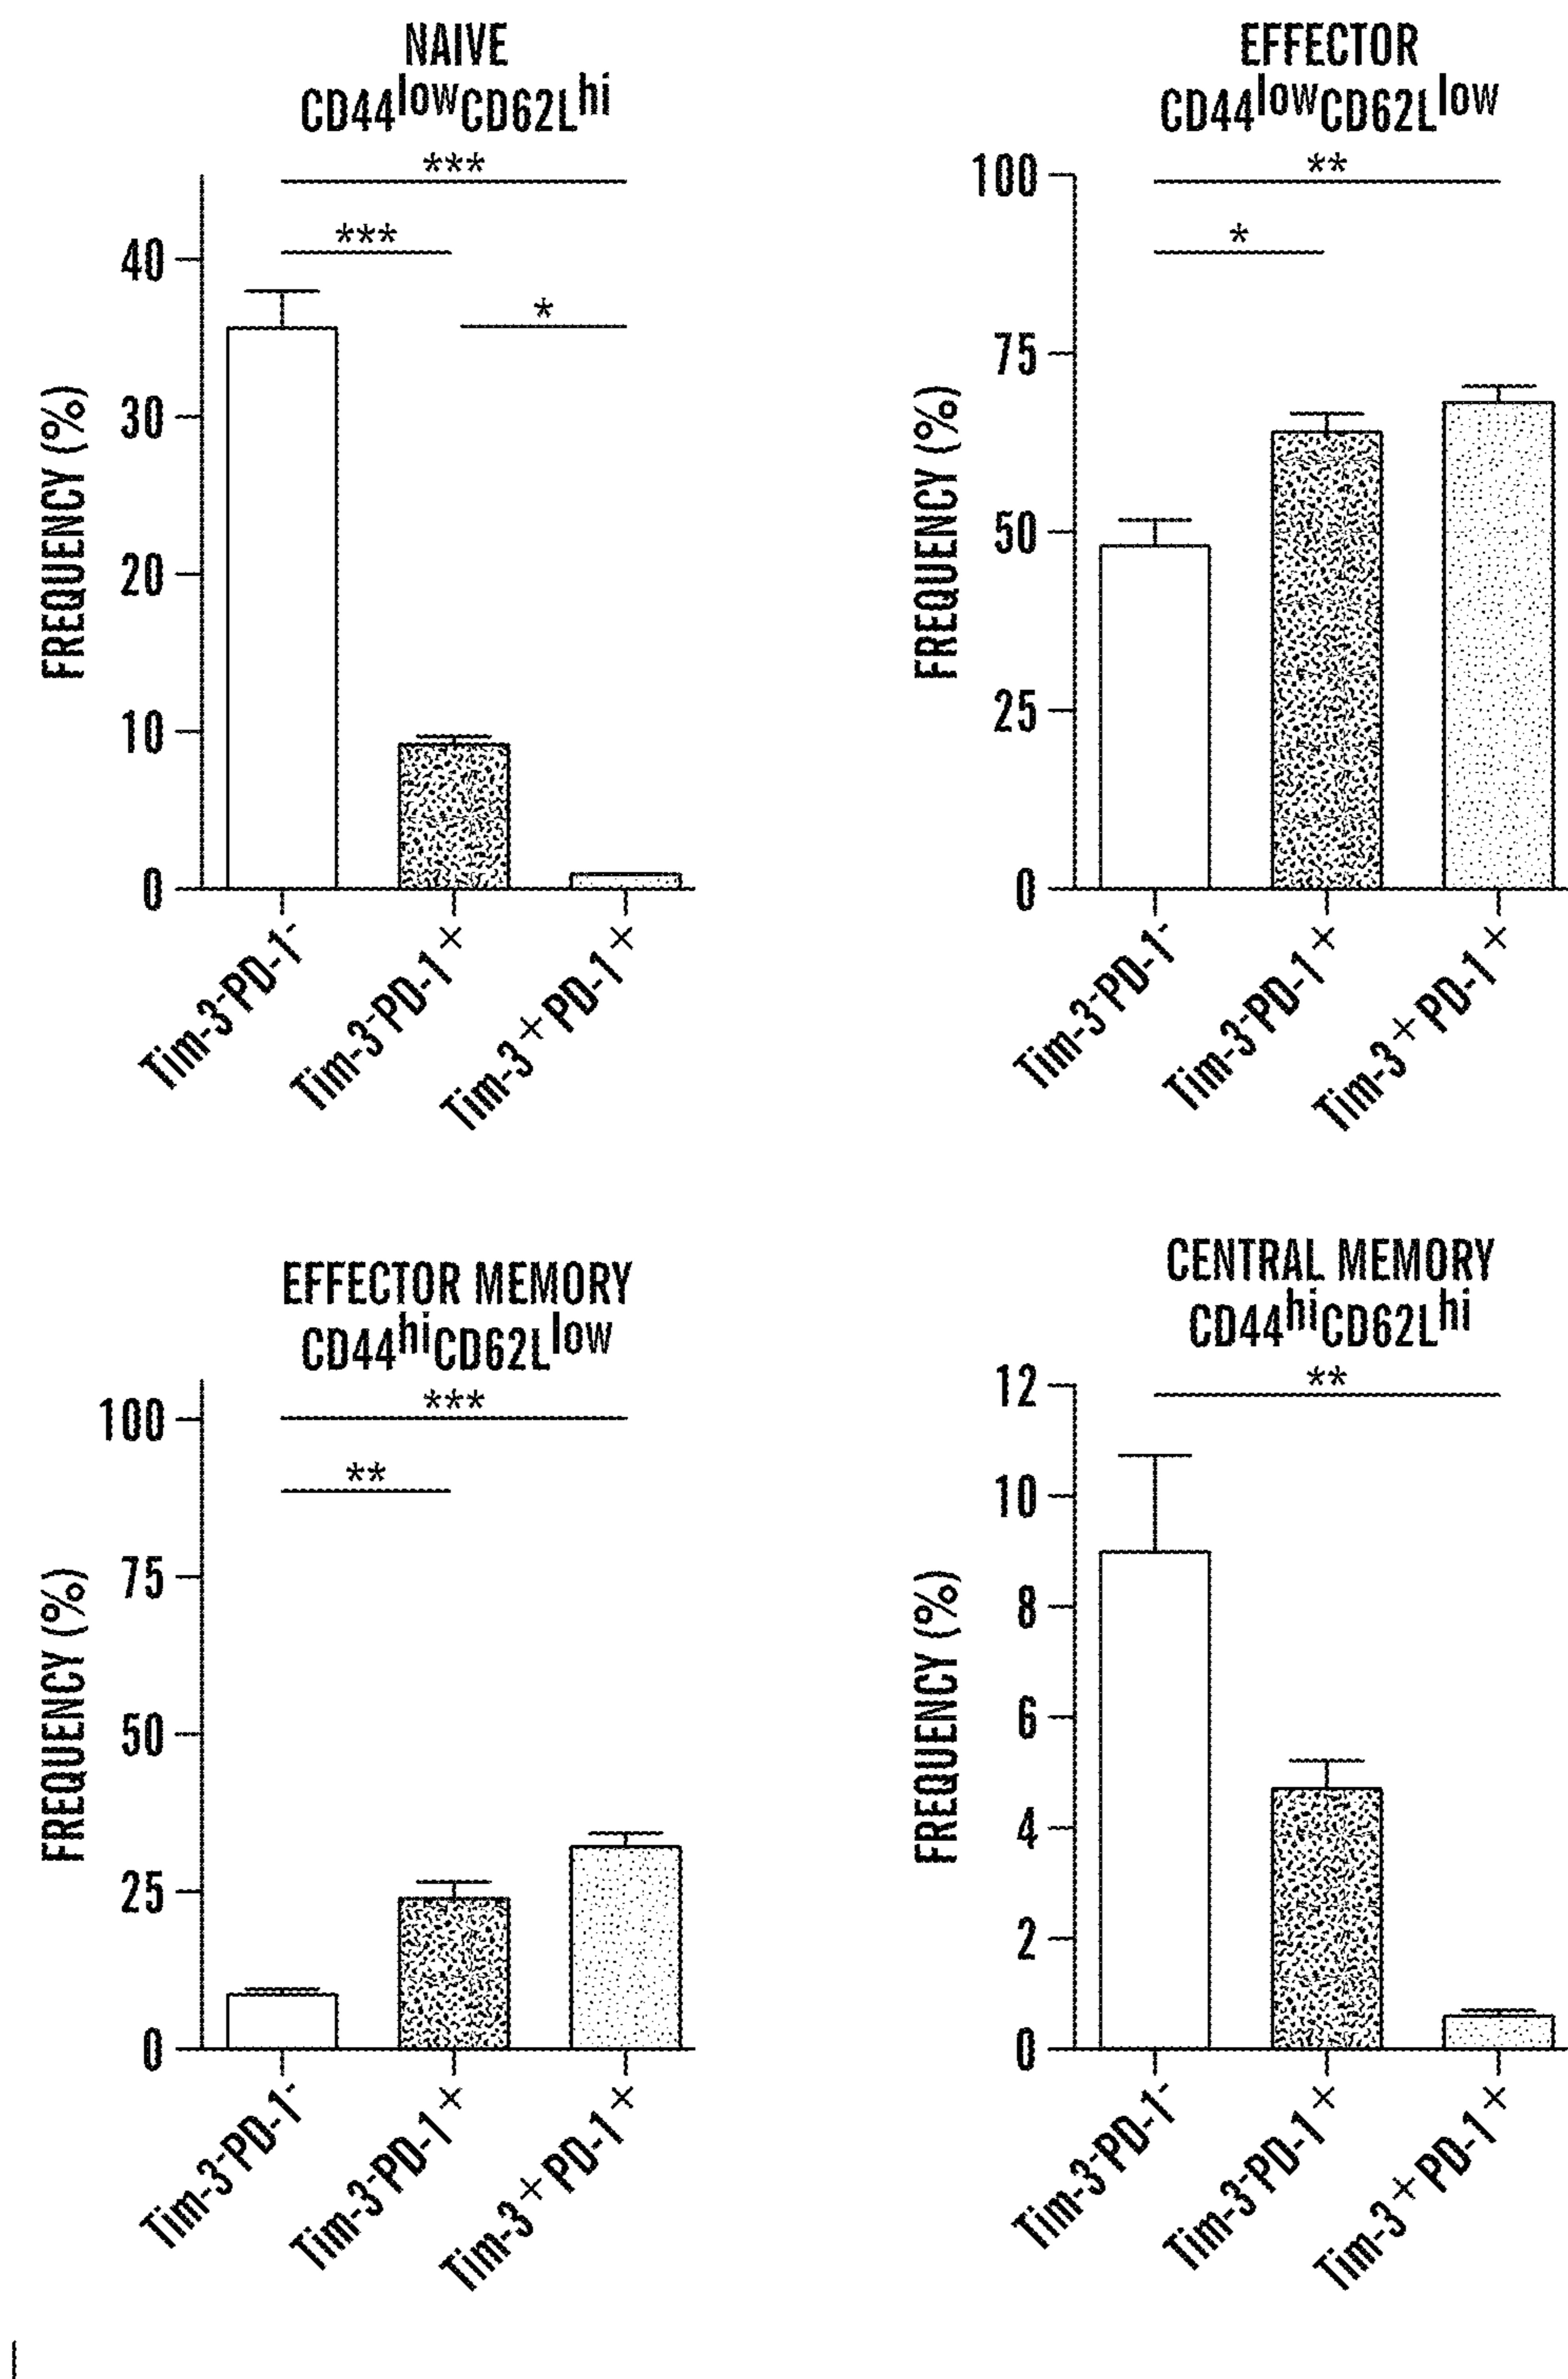 NAIVE
CD44lowCD62Lhi
***
***
*
40
30
20
10
0
FREQUENCY (%)
Tim-3-PD-1-
Tim-3-PD-1+
Tim-3+PD-1+
EFFECTOR
CD44lowCD62Llow
**
*
100
75
50
25
0
FREQUENCY (%)
Tim-3-PD-1-
Tim-3-PD-1+
Tim-3+PD-1+
EFFECTOR MEMORY
CD44hiCD62Llow
***
**
100
75
50
25
0
FREQUENCY (%)
Tim-3-PD-1-
Tim-3-PD-1+
Tim-3+PD-1+
CENTRAL MEMORY
CD44hiCD62Lhi
**
12
10
8
6
4
2
0
FREQUENCY (%)
Tim-3-PD-1-
Tim-3-PD-1+
Tim-3+PD-1+